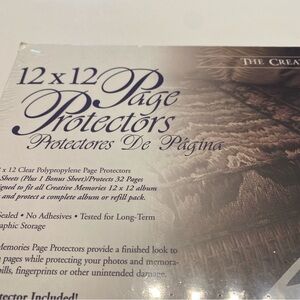 THE CREA
12 x 12 Page
Protectors
Protectores De Página
x 12 Clear Polypropylene Page Protectors
Sheets (Plus 1 Bonus Sheet)/Protects 32 Pages
igned to fit all Creative Memories 12 x 12 album
and protect a complete album or refill pack.
Sealed • No Adhesives • Tested for Long-Term
aphic Storage
Memories Page Protectors provide a finished look to
pages while protecting your photos and memora-
pills, fingerprints or other unintended damage.
otector Included!